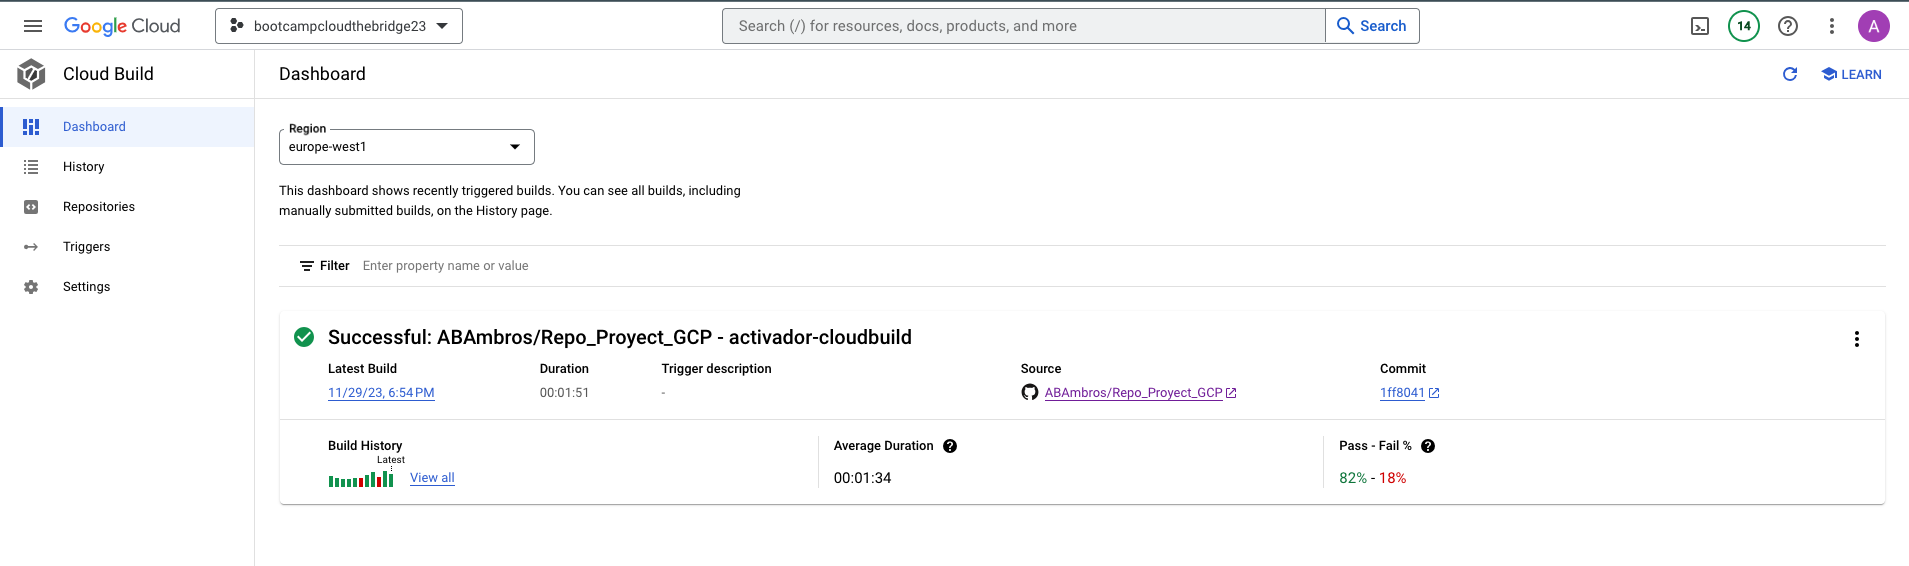 Google Cloud
bootcampcloudthebridge23
Search (/) for resources, docs, products, and more
Search
14
A
Cloud Build
Dashboard
LEARN
Dashboard
History
Repositories
Triggers
Settings
Region
europe-west1
This dashboard shows recently triggered builds. You can see all builds, including
manually submitted builds, on the History page.
Filter Enter property name or value
Successful: ABAmbros/Repo_Proyect_GCP - activador-cloudbuild
Latest Build Duration Trigger description Source Commit
11/29/23, 6:54 PM 00:01:51 - ABAmbros/Repo_Proyect_GCP 1ff8041
Build History Average Duration Pass - Fail %
Latest
View all 00:01:34 82% - 18%